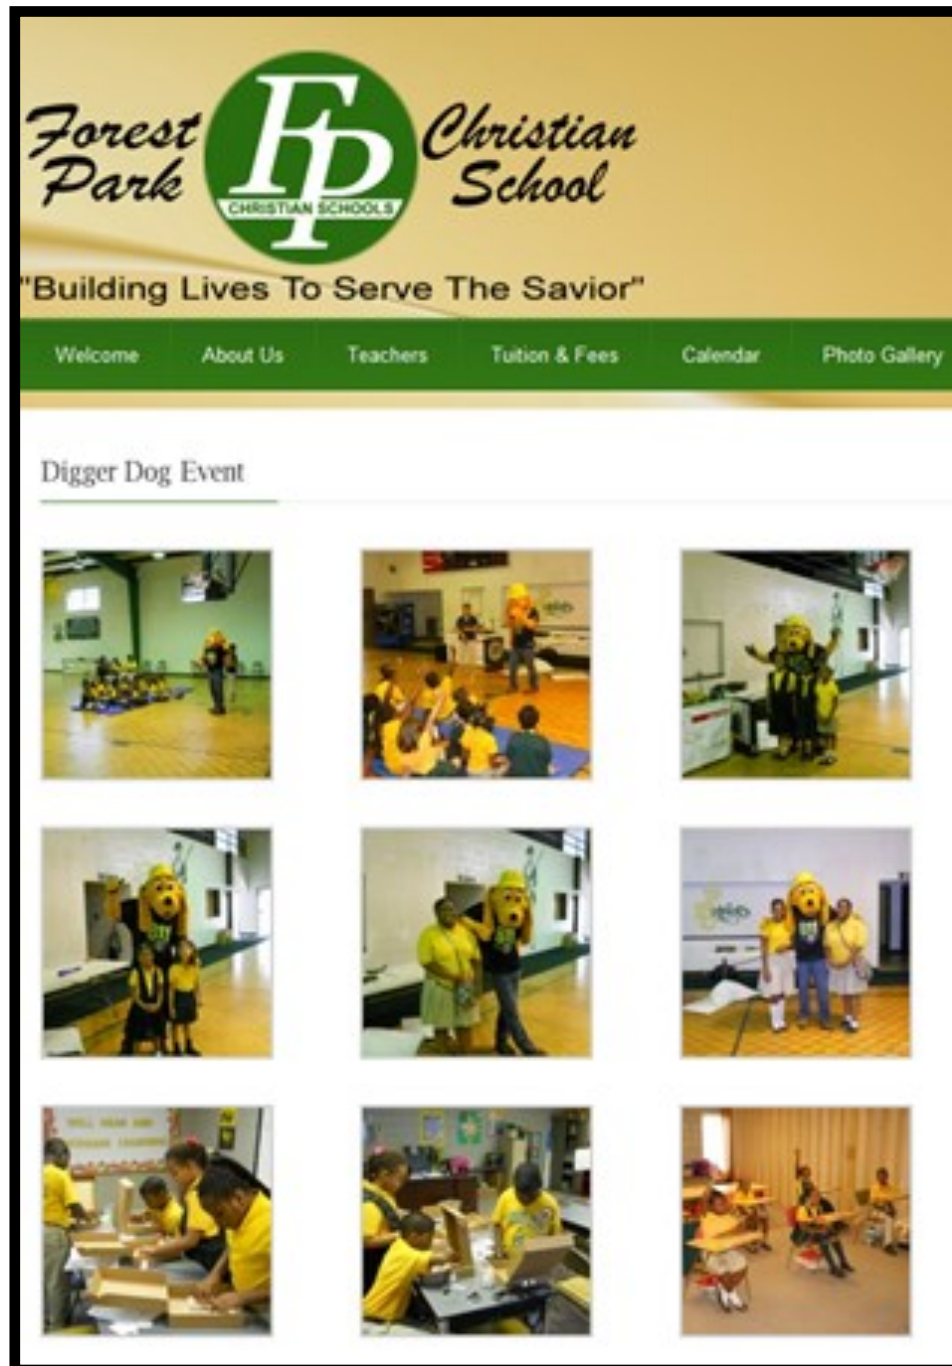 Forest
Park
FP
CHRISTIAN SCHOOLS
Christian
School
"Building Lives To Serve The Savior"
Welcome About Us Teachers Tuition & Fees Calendar Photo Gallery
Digger Dog Event